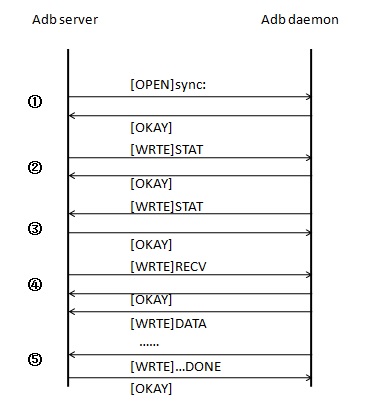 Adb server
Adb daemon
[OPEN]sync:
①
[OKAY]
[WRTE]STAT
②
[OKAY]
[WRTE]STAT
③
[OKAY]
[WRTE]RECV
④
[OKAY]
[WRTE]DATA
……
⑤
[WRTE]...DONE
[OKAY]